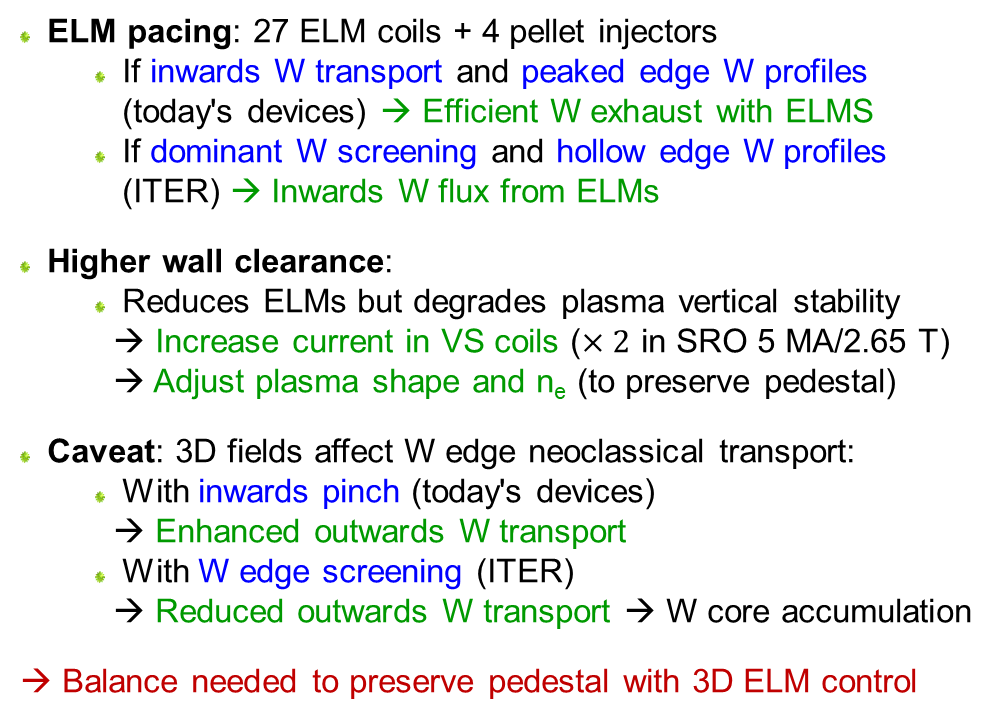 ELM pacing: 27 ELM coils + 4 pellet injectors
If inwards W transport and peaked edge W profiles
(today's devices) → Efficient W exhaust with ELMS
If dominant W screening and hollow edge W profiles
(ITER) → Inwards W flux from ELMs
Higher wall clearance:
Reduces ELMs but degrades plasma vertical stability
→ Increase current in VS coils (× 2 in SRO 5 MA/2.65 T)
→ Adjust plasma shape and nₑ (to preserve pedestal)
Caveat: 3D fields affect W edge neoclassical transport:
With inwards pinch (today's devices)
→ Enhanced outwards W transport
With W edge screening (ITER)
→ Reduced outwards W transport → W core accumulation
→ Balance needed to preserve pedestal with 3D ELM control